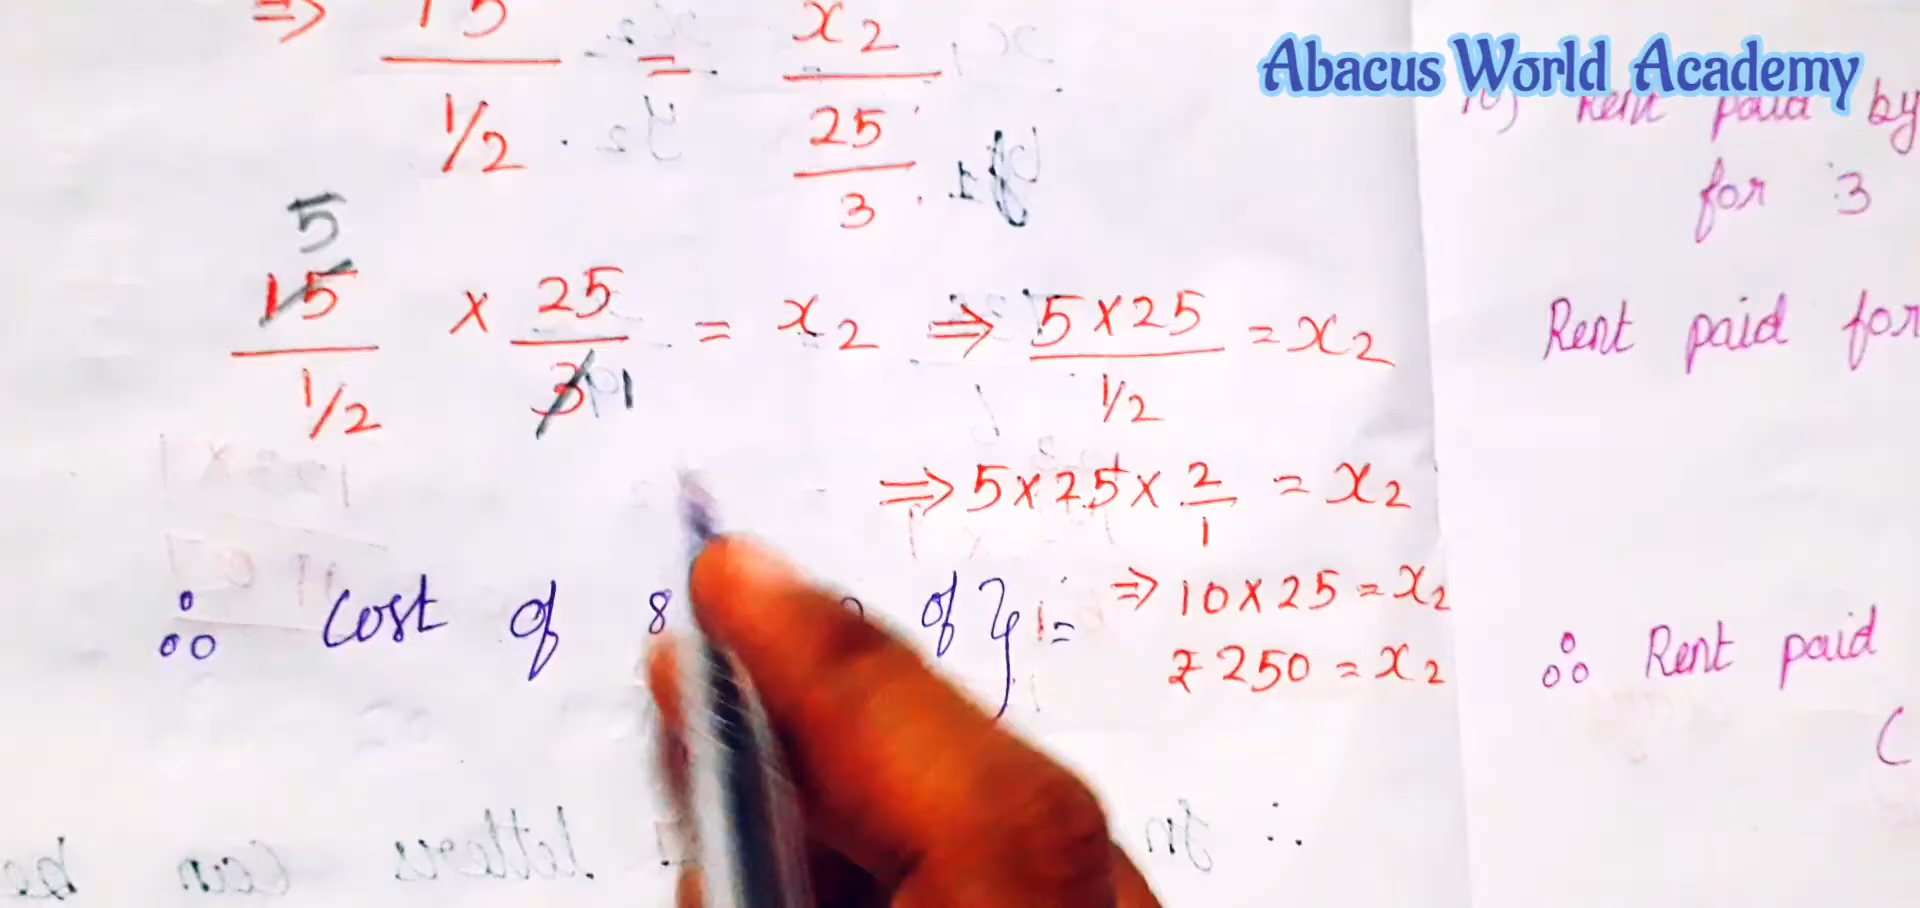 Abacus World Academy
⇒ 15 / 1/2 = x2 / 25/3
5
15 / 1/2 × 25 / 3 1 = x2 ⇒ 5×25 / 1/2 = x2
⇒ 5×25× 2/1 = x2
⇒ 10×25 = x2
₹250 = x2
∴ Cost of 8 of } =
Rent paid by
for 3
Rent paid for
∴ Rent paid
(